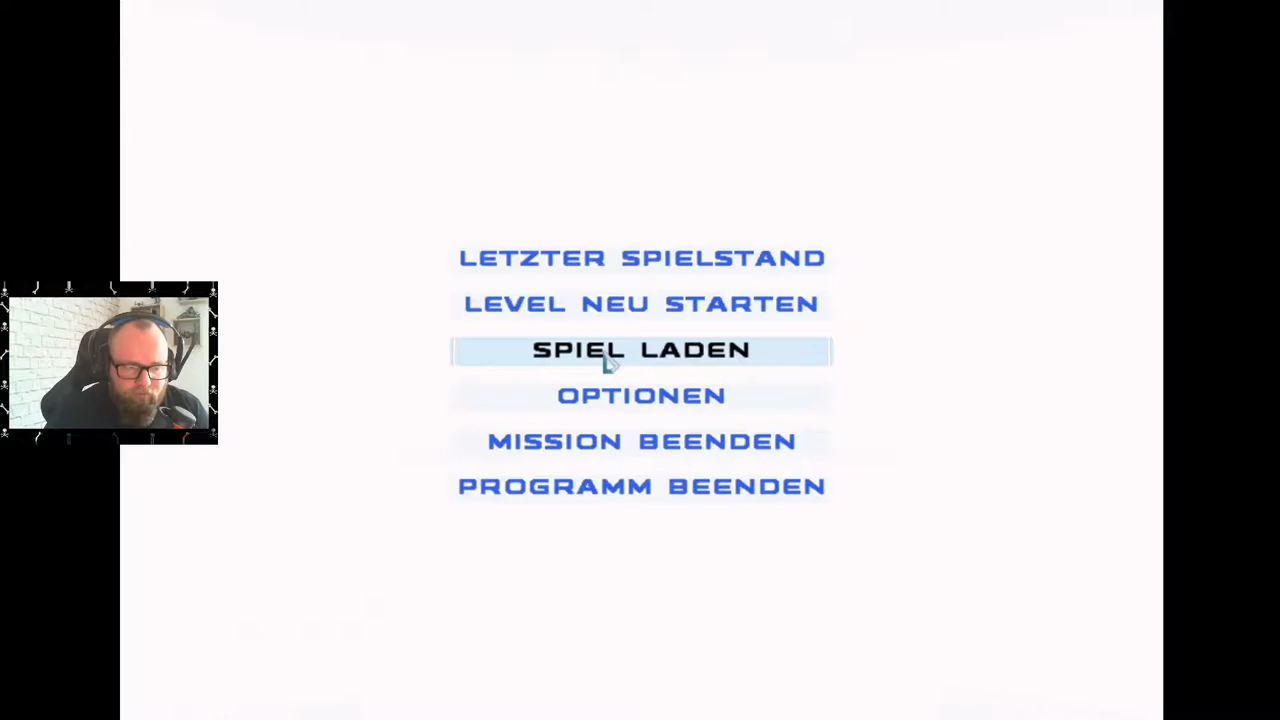 LETZTER SPIELSTAND
LEVEL NEU STARTEN
SPIEL LADEN
OPTIONEN
MISSION BEENDEN
PROGRAMM BEENDEN